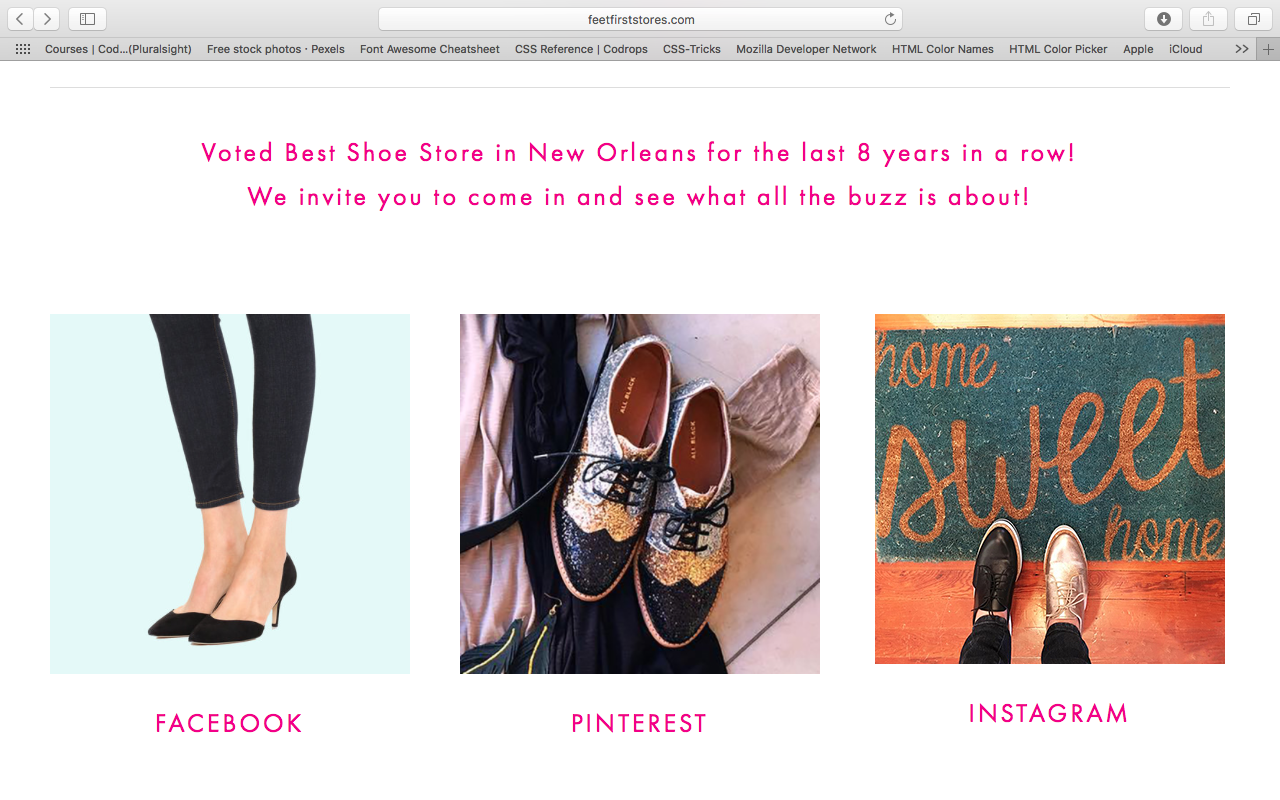 feetfirststores.com
Courses | Cod...(Pluralsight) Free stock photos · Pexels Font Awesome Cheatsheet CSS Reference | Codrops CSS-Tricks Mozilla Developer Network HTML Color Names HTML Color Picker Apple iCloud >>
Voted Best Shoe Store in New Orleans for the last 8 years in a row!
We invite you to come in and see what all the buzz is about!
ALL BLACK
ALL BLACK
home
sweet
home
FACEBOOK
PINTEREST
INSTAGRAM